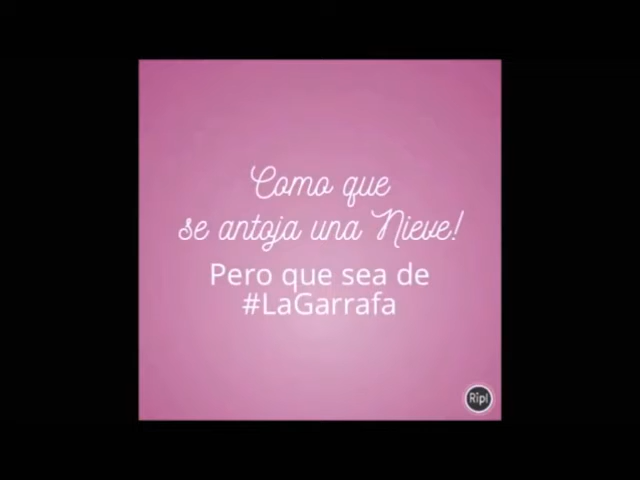 Como que
se antoja una Nieve!
Pero que sea de
#LaGarrafa
Ripl